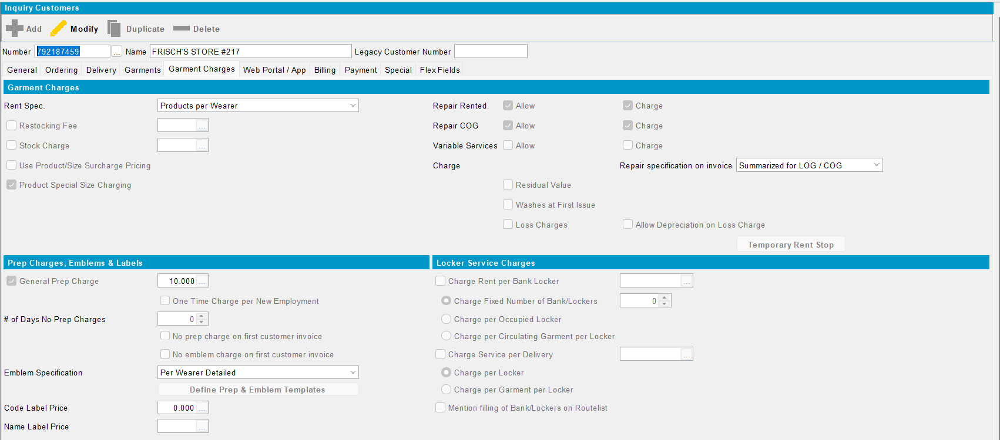 Inquiry Customers
Add Modify Duplicate Delete
Number 792187459 ... Name FRISCH'S STORE #217 Legacy Customer Number
General Ordering Delivery Garments Garment Charges Web Portal / App Billing Payment Special Flex Fields
Garment Charges
Rent Spec. Products per Wearer Repair Rented Allow Charge
Restocking Fee ... Repair COG Allow Charge
Stock Charge ... Variable Services Allow Charge
Use Product/Size Surcharge Pricing Charge Repair specification on invoice Summarized for LOG / COG
Product Special Size Charging Residual Value
Washes at First Issue
Loss Charges Allow Depreciation on Loss Charge
Temporary Rent Stop
Prep Charges, Emblems & Labels Locker Service Charges
General Prep Charge 10.000 ... Charge Rent per Bank Locker ...
One Time Charge per New Employment Charge Fixed Number of Bank/Lockers 0
# of Days No Prep Charges 0 Charge per Occupied Locker
No prep charge on first customer invoice Charge per Circulating Garment per Locker
No emblem charge on first customer invoice Charge Service per Delivery ...
Emblem Specification Per Wearer Detailed Charge per Locker
Define Prep & Emblem Templates Charge per Garment per Locker
Code Label Price 0.000 ... Mention filling of Bank/Lockers on Routelist
Name Label Price ...